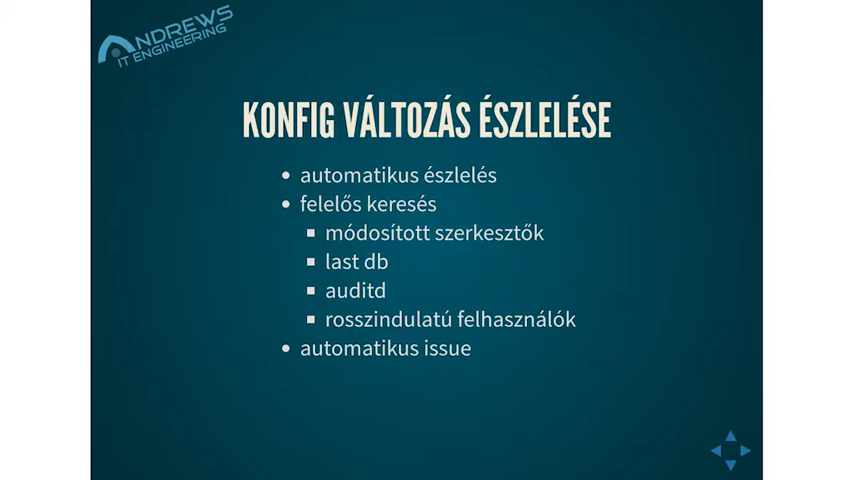 ANDREWS
IT ENGINEERING
KONFIG VÁLTOZÁS ÉSZLELÉSE
automatikus észlelés
felelős keresés
módosított szerkesztők
last db
auditd
rosszindulatú felhasználók
automatikus issue